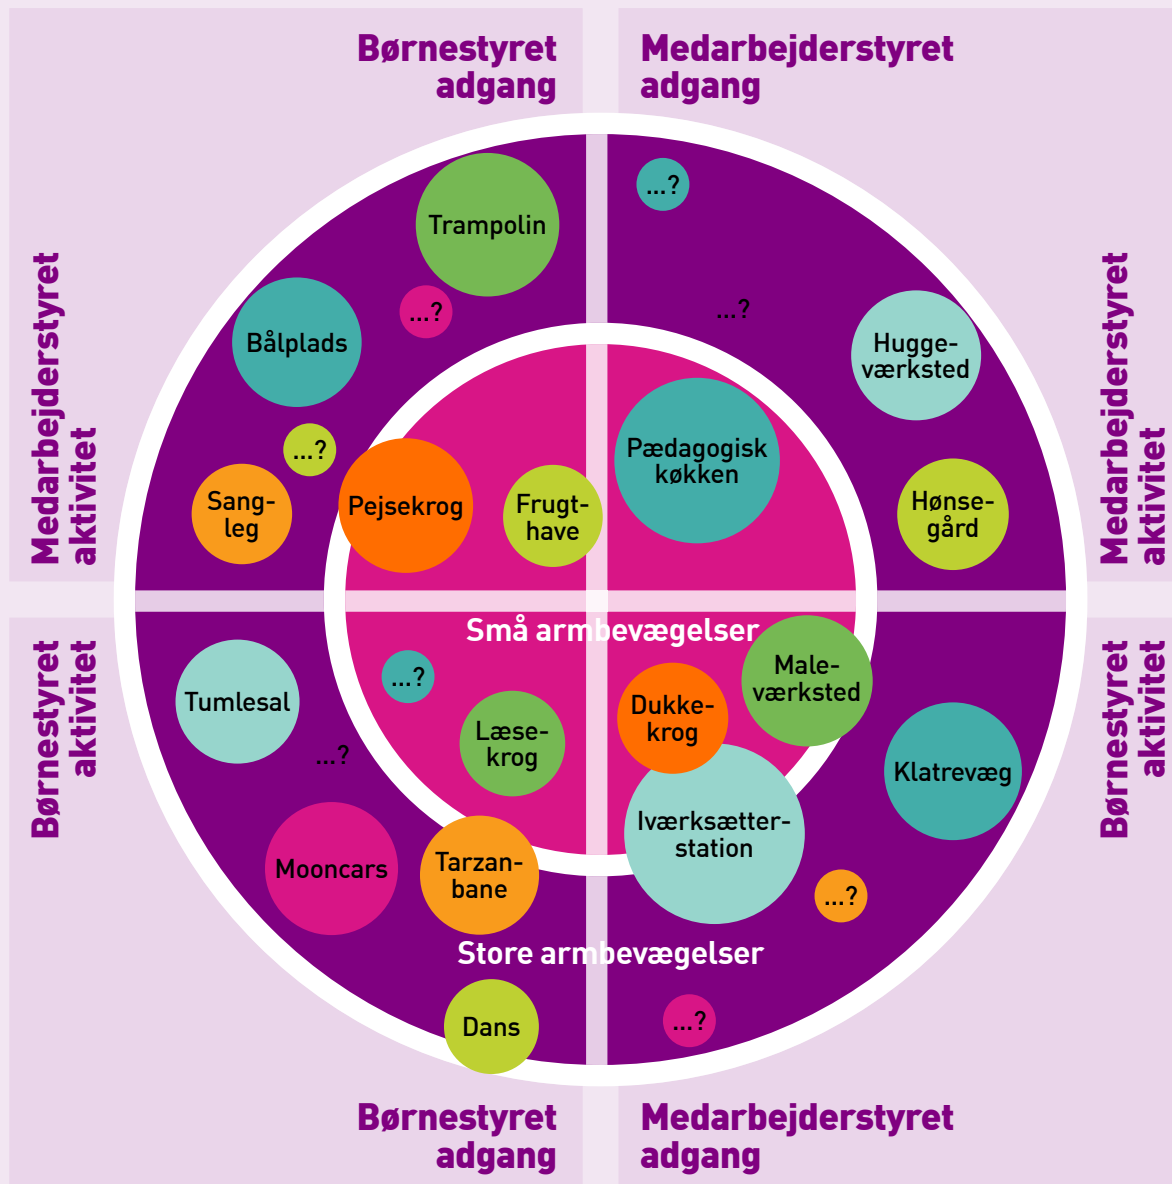 Børnestyret
adgang
Medarbejderstyret
adgang
Medarbejderstyret
aktivitet
Medarbejderstyret
aktivitet
Trampolin
...?
Bålplads
...?
Sang-
leg
Pejsekrog
Frugt-
have
...?
...?
Hugge-
værksted
Pædagogisk
køkken
Hønse-
gård
Små armbevægelser
Børnestyret
aktivitet
Børnestyret
aktivitet
Tumlesal
...?
...?
Læse-
krog
Mooncars
Tarzan-
bane
Dans
Dukke-
krog
Male-
værksted
Iværksætter-
station
Klatrevæg
...?
...?
Store armbevægelser
Børnestyret
adgang
Medarbejderstyret
adgang